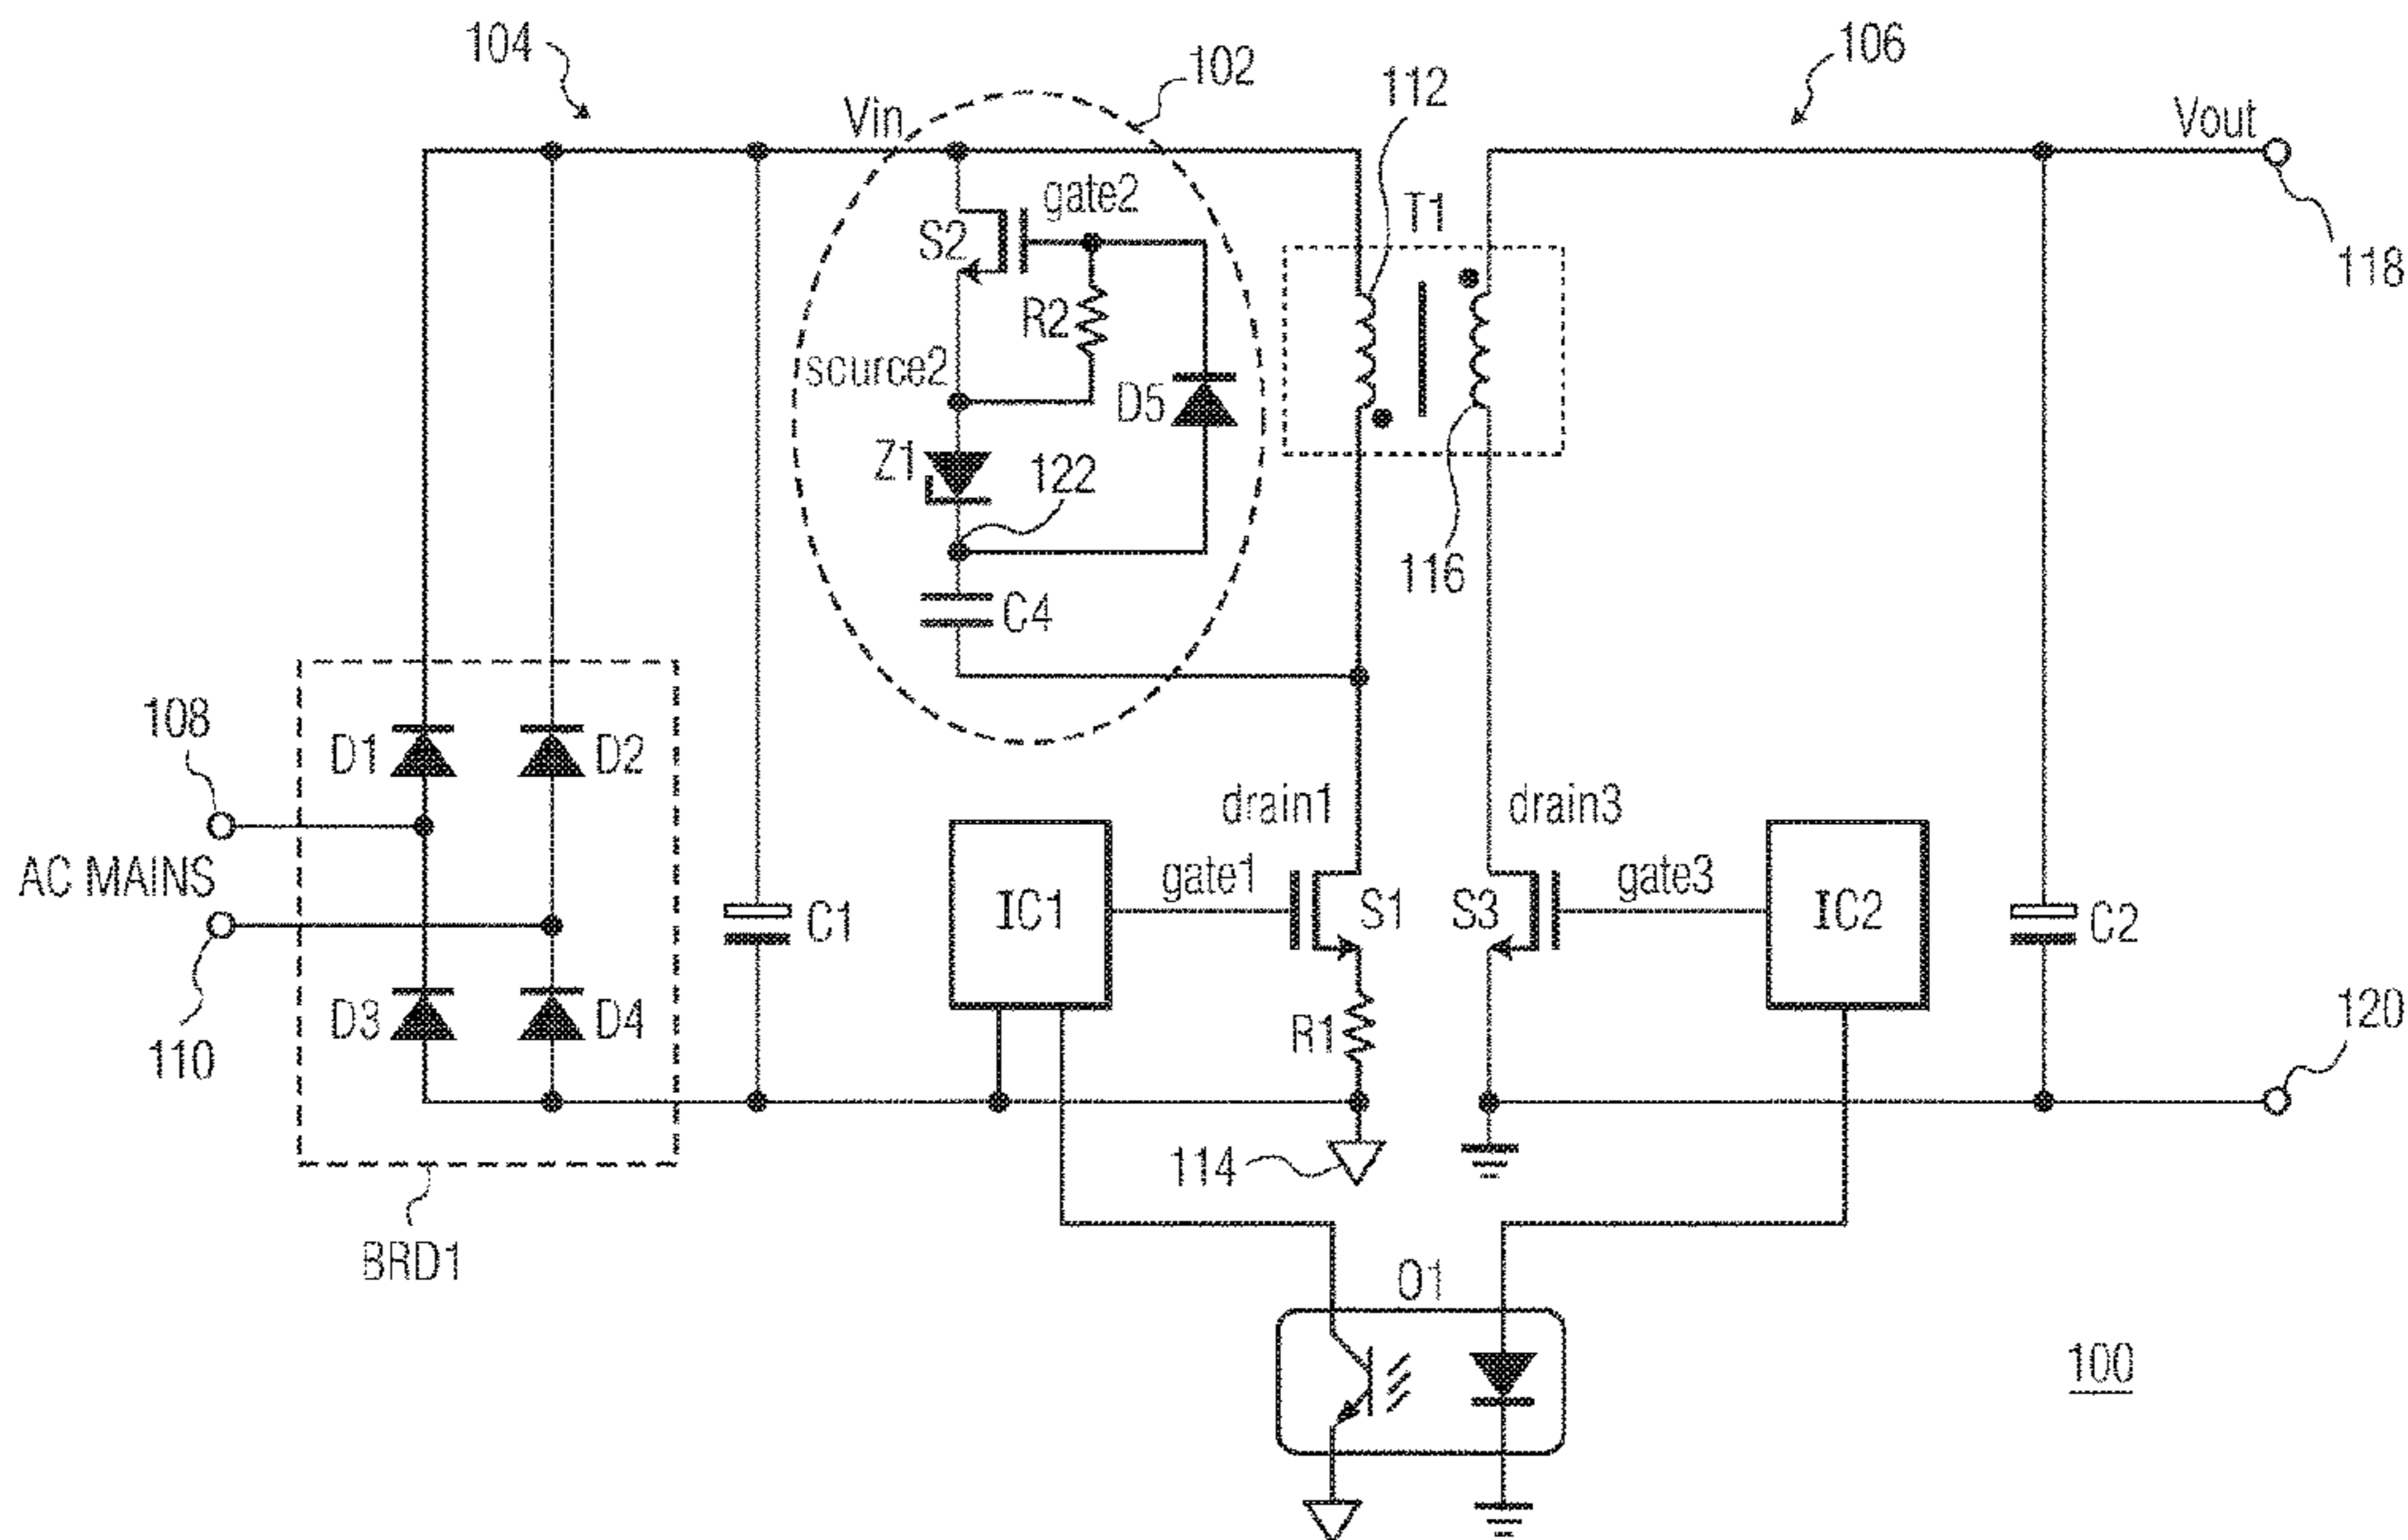 104
102
106
112
Vin
Vout
gate2
T1
S2
118
R2
source2
D5
Z1
122
116
C4
108
D1
D2
drain1
drain3
AC MAINS
IC1
gate1
S1
S3
gate3
IC2
C1
C2
D3
D4
R1
120
110
114
BRD1
O1
100